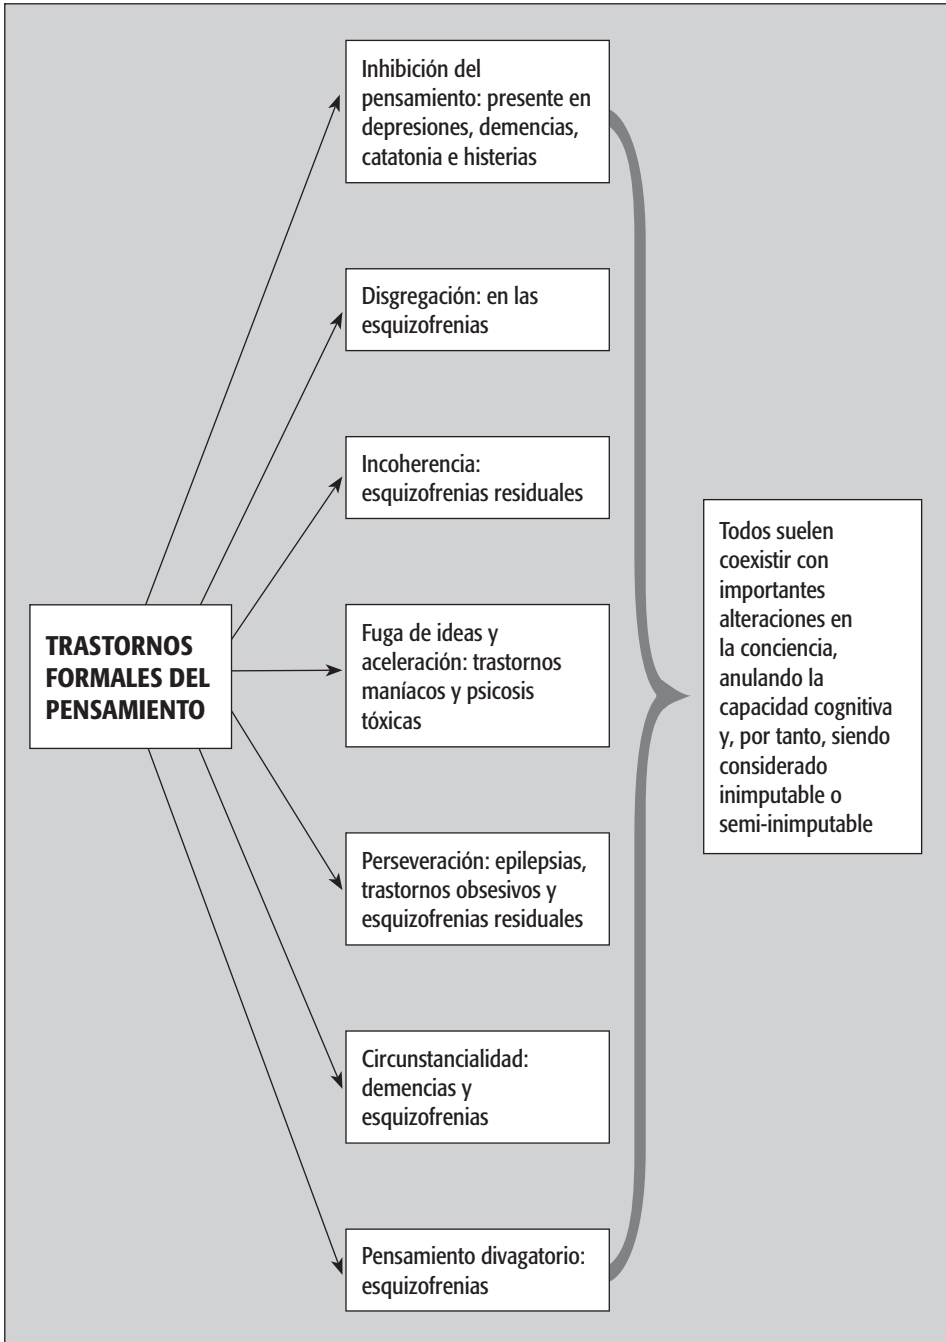 Inhibición del
pensamiento: presente en
depresiones, demencias,
catatonia e histerias
Disgregación: en las
esquizofrenias
Incoherencia:
esquizofrenias residuales
TRASTORNOS
FORMALES DEL
PENSAMIENTO
Fuga de ideas y
aceleración: trastornos
maníacos y psicosis
tóxicas
Perseveración: epilepsias,
trastornos obsesivos y
esquizofrenias residuales
Circunstancialidad:
demencias y
esquizofrenias
Pensamiento divagatorio:
esquizofrenias
Todos suelen
coexistir con
importantes
alteraciones en
la conciencia,
anulando la
capacidad cognitiva
y, por tanto, siendo
considerado
inimputable o
semi-inimputable